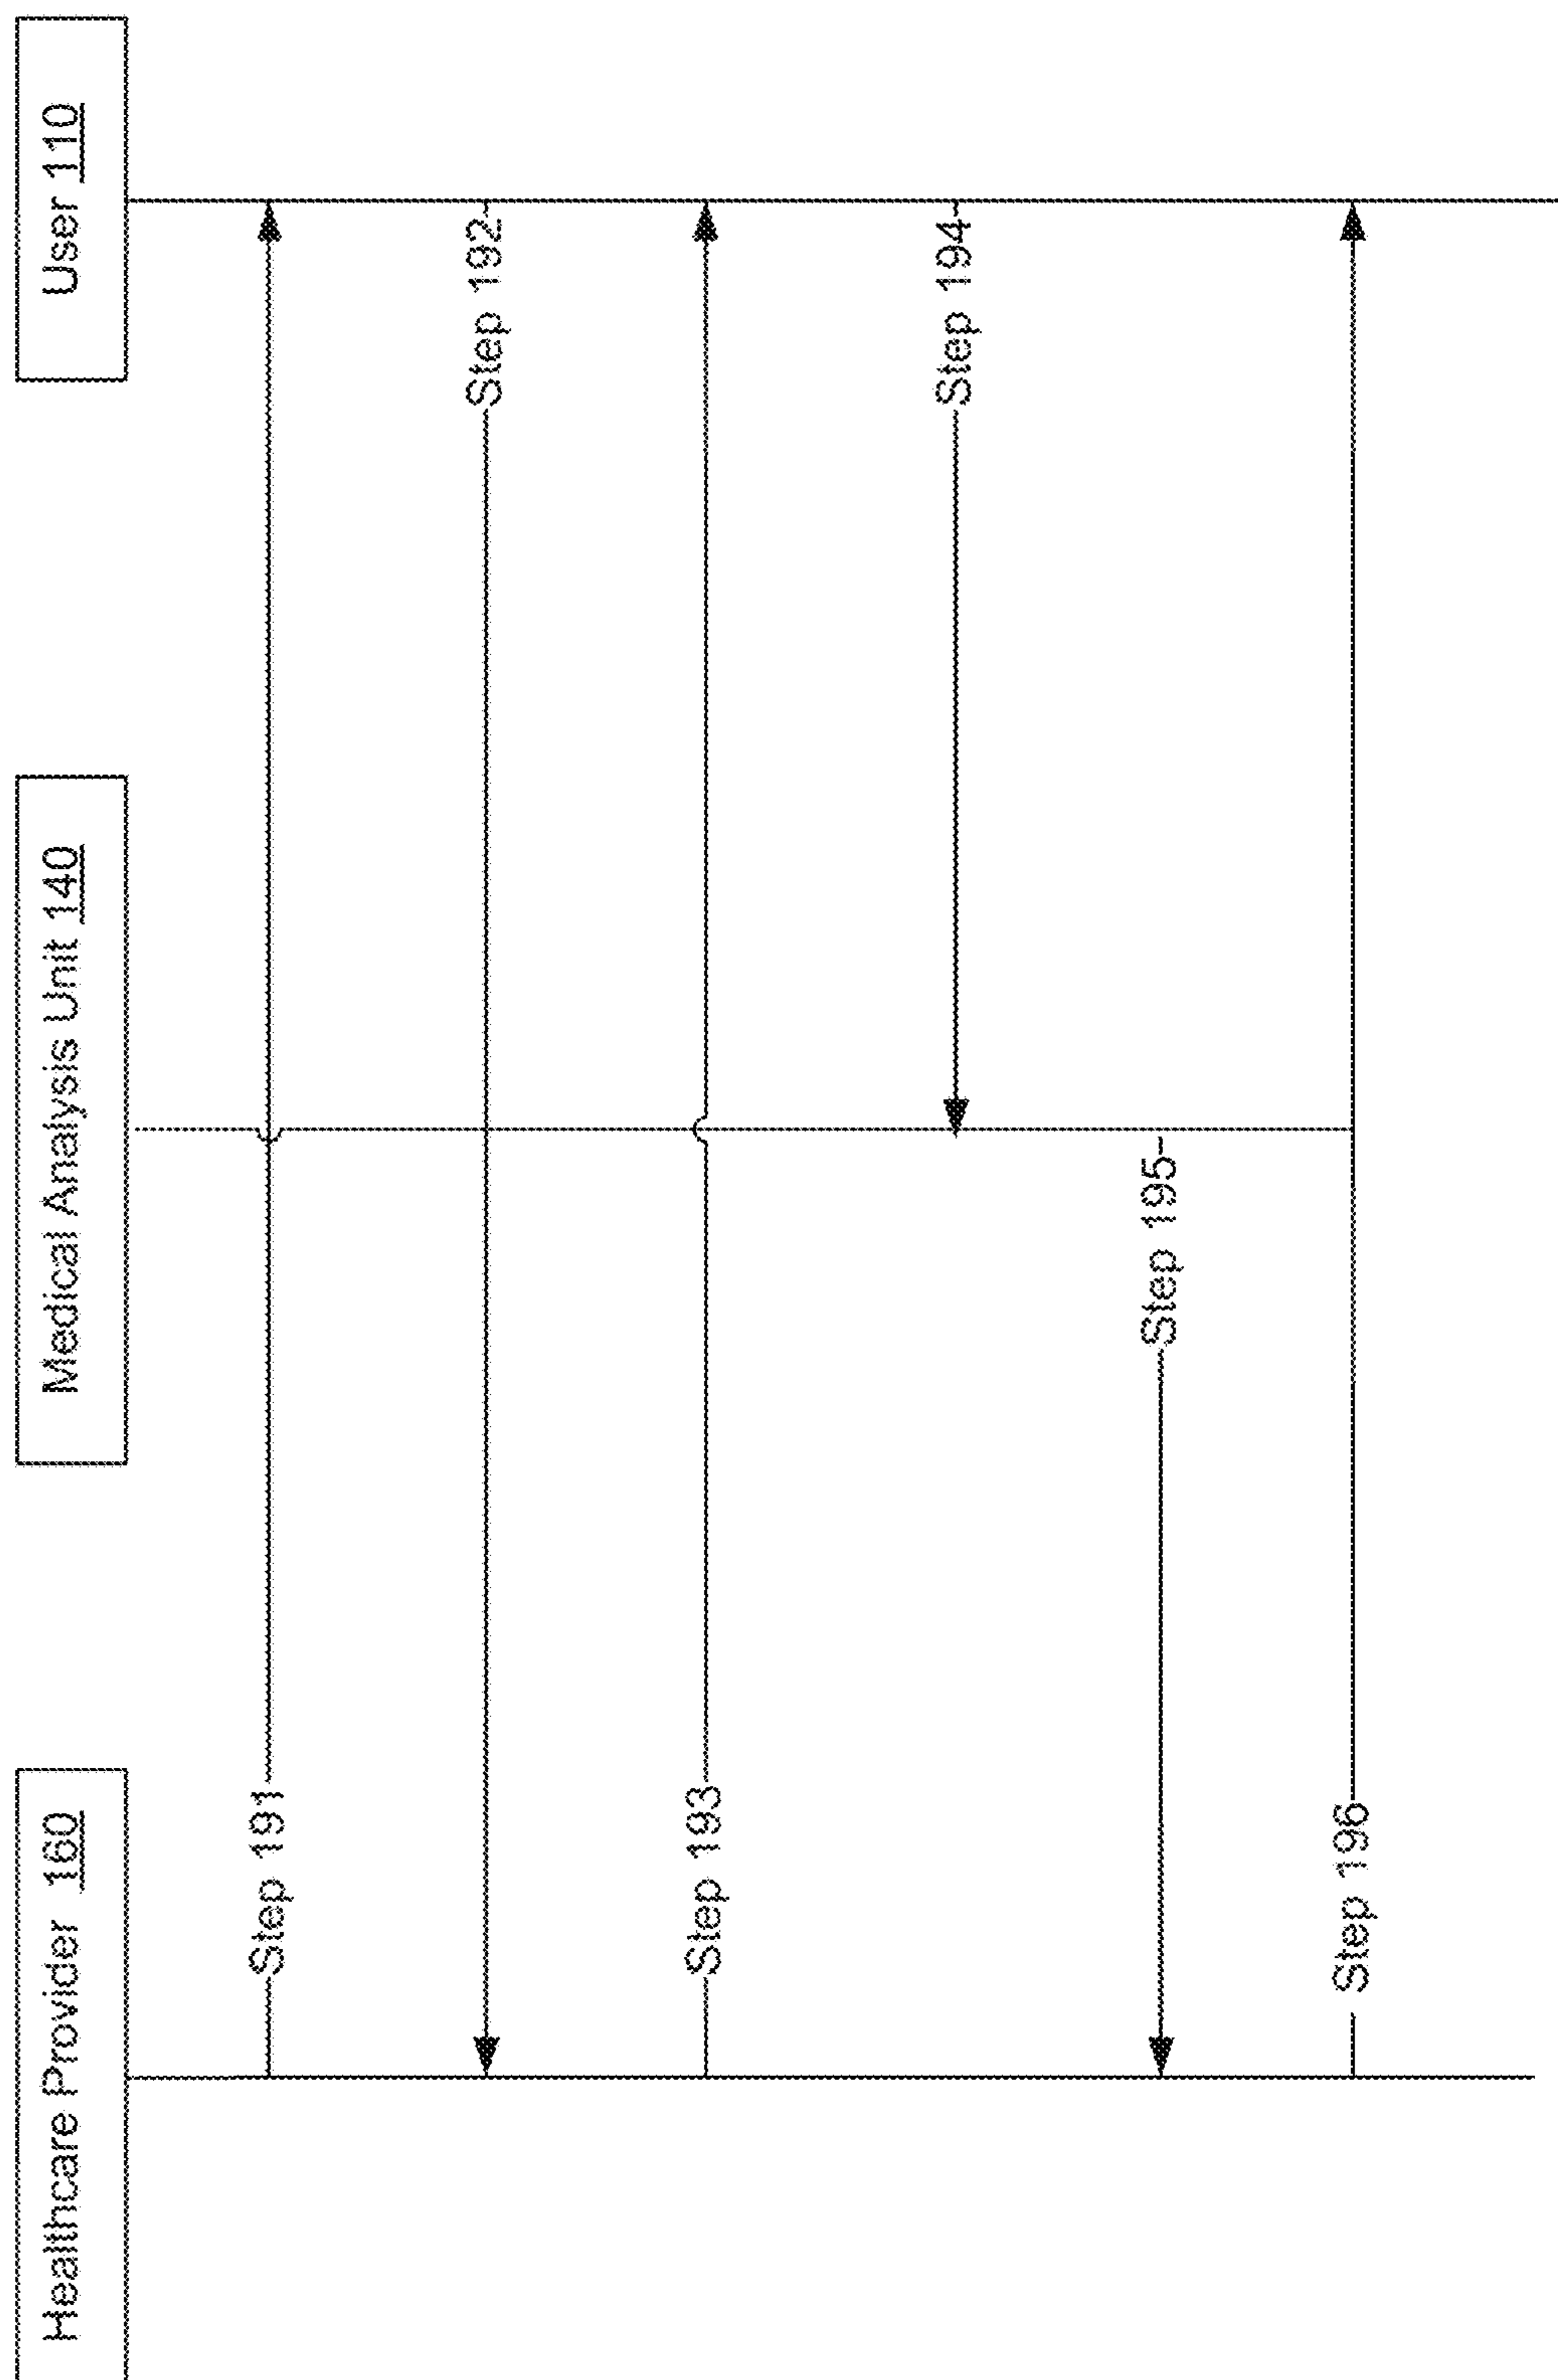 Healthcare Provider 160
Medical Analysis Unit 140
User 110
Step 191
Step 192
Step 193
Step 194
Step 195
Step 196